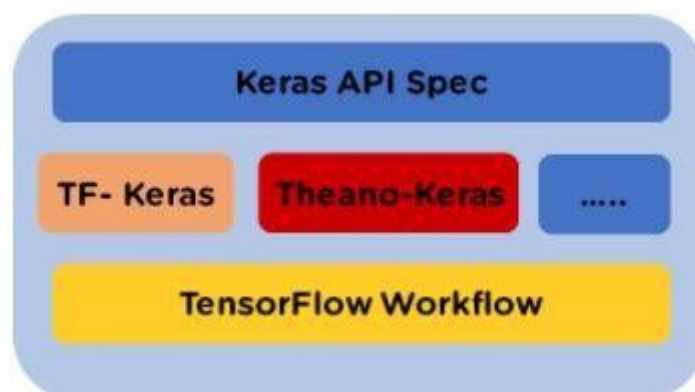 Keras API Spec
TF- Keras
Theano-Keras
.....
TensorFlow Workflow